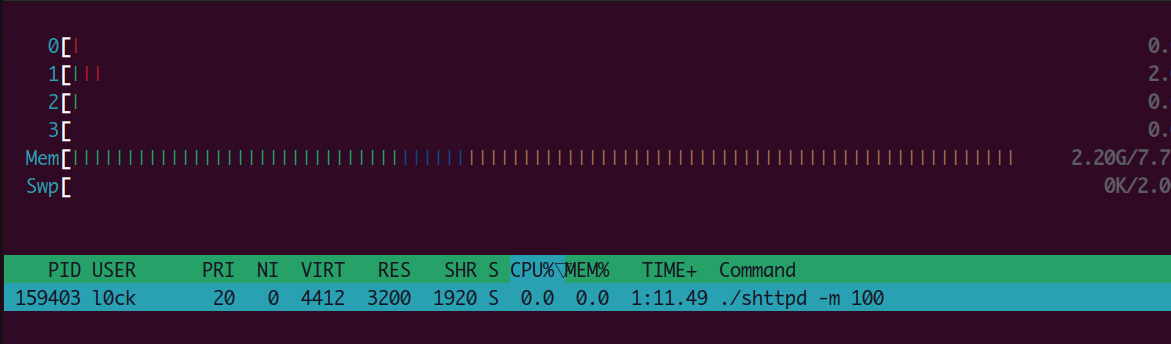 0[| 0.
1[||| 2.
2[| 0.
3[ 0.
Mem[|||||||||||||||||||||||||||||||||||||||||||||||||||||||||||||||||||||||||||||||||||||| 2.20G/7.7
Swp[ 0K/2.0
PID USER PRI NI VIRT RES SHR S CPU%▽MEM% TIME+ Command
159403 l0ck 20 0 4412 3200 1920 S 0.0 0.0 1:11.49 ./shttpd -m 100